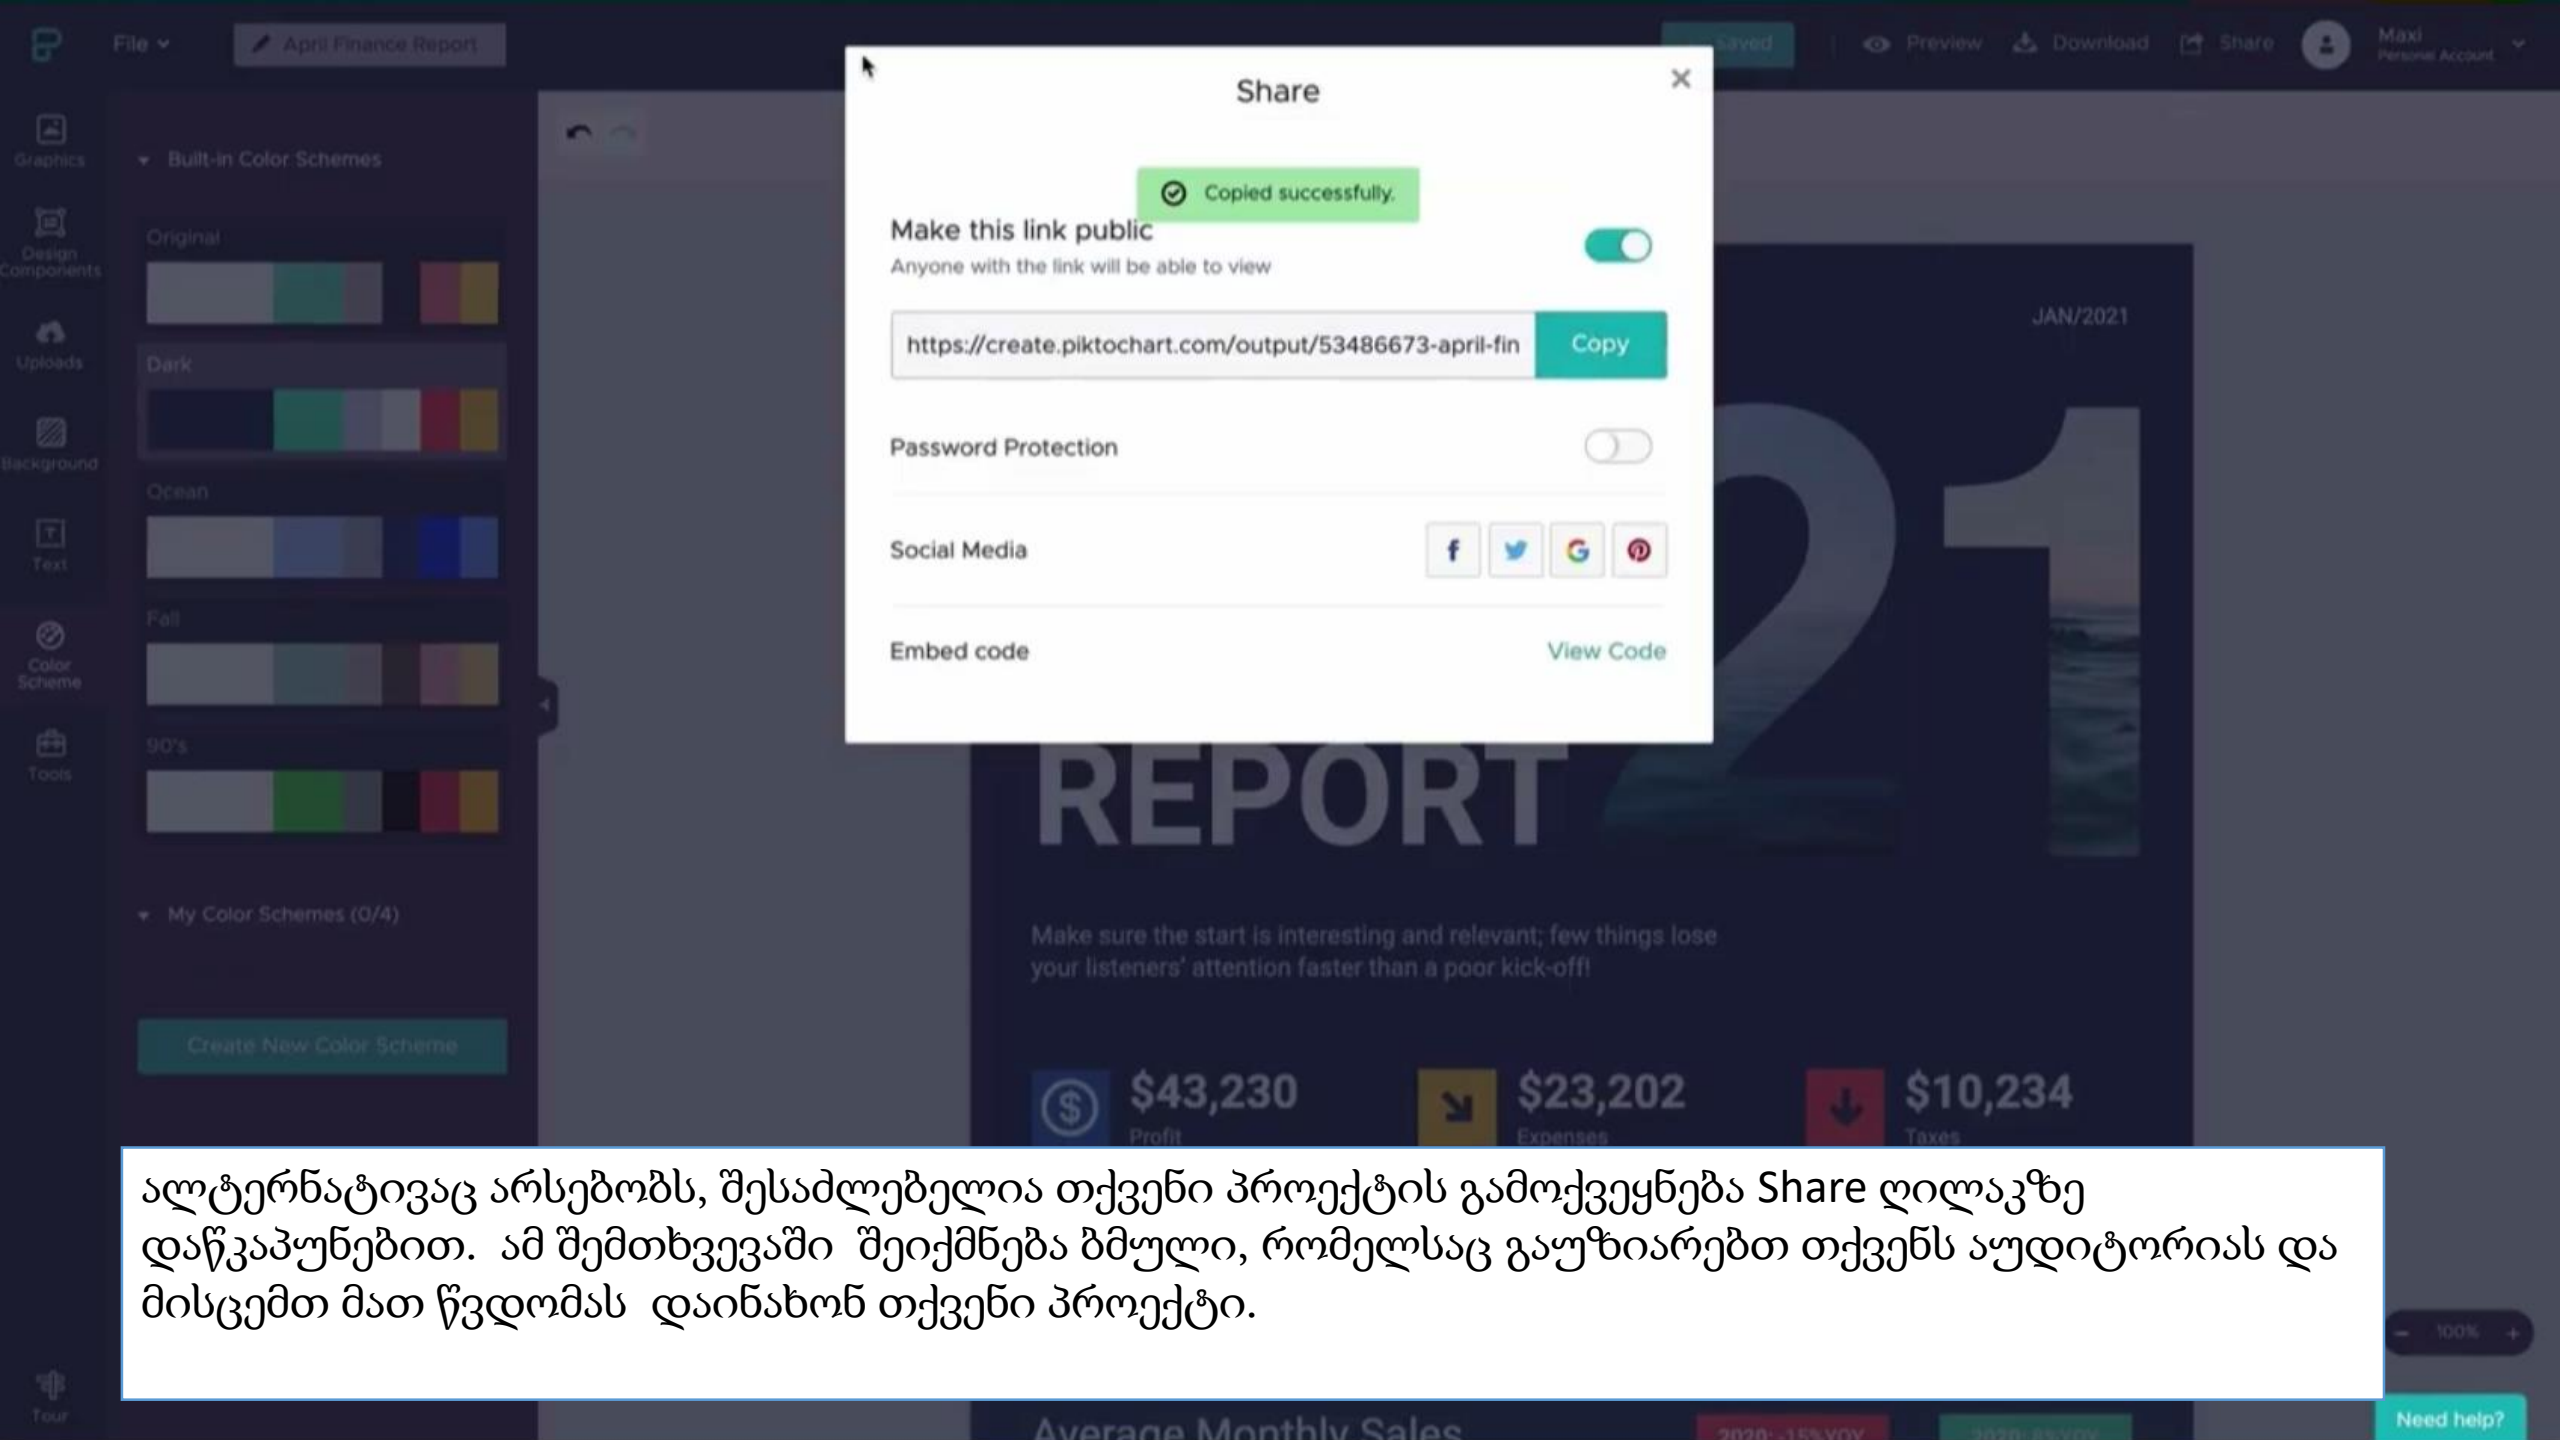 File
April Finance Report
Saved
Preview
Download
Share
Maxi
Personal Account
Graphics
Design
Components
Uploads
Background
Text
Color
Scheme
Tools
Tour
Built-in Color Schemes
Original
Dark
Ocean
Fall
90's
My Color Schemes (0/4)
Create New Color Scheme
Share
Copied successfully.
Make this link public
Anyone with the link will be able to view
https://create.piktochart.com/output/53486673-april-fin
Copy
Password Protection
Social Media
Embed code
View Code
JAN/2021
21
REPORT
Make sure the start is interesting and relevant; few things lose
your listeners' attention faster than a poor kick-off!
$43,230
Profit
$23,202
Expenses
$10,234
Taxes
ალტერნატივაც არსებობს, შესაძლებელია თქვენი პროექტის გამოქვეყნება Share ღილაკზე
დაწკაპუნებით. ამ შემთხვევაში შეიქმნება ბმული, რომელსაც გაუზიარებთ თქვენს აუდიტორიას და
მისცემთ მათ წვდომას დაინახონ თქვენი პროექტი.
100%
Need help?
Average Monthly Sales
2020: -15% YOY
2020: 8% YOY